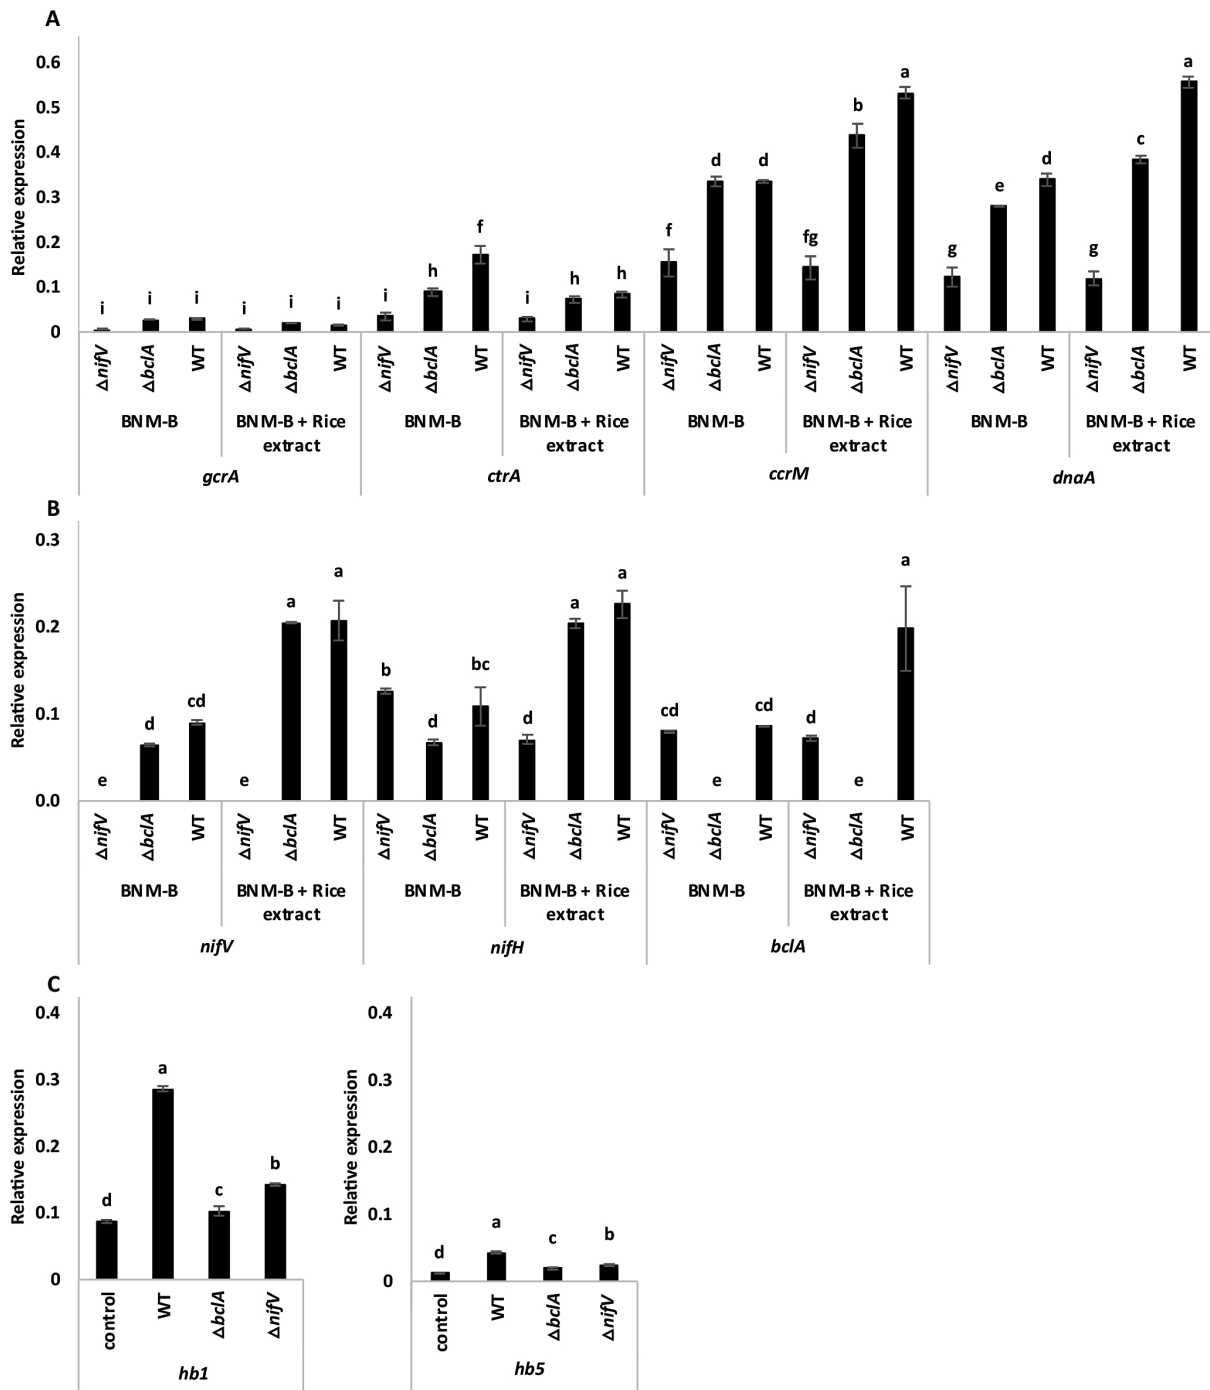 A
Relative expression
0.6
0.5
0.4
0.3
0.2
0.1
0
i i i i i i i h f i h h f d d fg b a g e d g c a
ΔnifV ΔbclA WT ΔnifV ΔbclA WT ΔnifV ΔbclA WT ΔnifV ΔbclA WT ΔnifV ΔbclA WT ΔnifV ΔbclA WT ΔnifV ΔbclA WT ΔnifV ΔbclA WT
BNM-B BNM-B + Rice BNM-B BNM-B + Rice BNM-B BNM-B + Rice BNM-B BNM-B + Rice
extract extract extract extract
gcrA ctrA ccrM dnaA
B
Relative expression
0.3
0.2
0.1
0.0
e d cd e a a b d bc d a a cd e cd d e a
ΔnifV ΔbclA WT ΔnifV ΔbclA WT ΔnifV ΔbclA WT ΔnifV ΔbclA WT ΔnifV ΔbclA WT ΔnifV ΔbclA WT
BNM-B BNM-B + Rice BNM-B BNM-B + Rice BNM-B BNM-B + Rice
extract extract extract
nifV nifH bclA
C
Relative expression
0.4
0.3
0.2
0.1
0
d a c b
control WT ΔbclA ΔnifV
hb1
Relative expression
0.4
0.3
0.2
0.1
0
d a c b
control WT ΔbclA ΔnifV
hb5